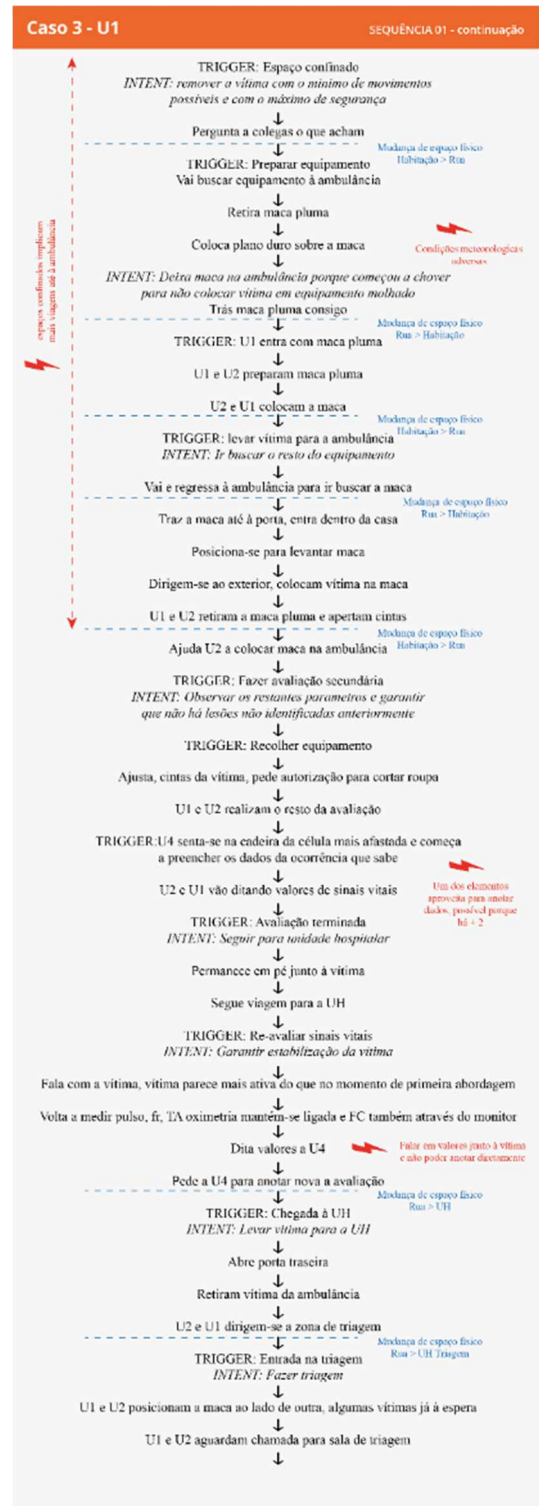 Caso 3 - U1
SEQUÊNCIA 01 - continuação
TRIGGER: Espaço confinado
INTENT: remover a vítima com o mínimo de movimentos
possíveis e com o máximo de segurança
Pergunta a colegas o que acham
Mudança de espaço físico
Habitação > Rua
TRIGGER: Preparar equipamento
Vai buscar equipamento à ambulância
Retira maca pluma
Coloca plano duro sobre a maca
Condições meteorologicas
adversas
INTENT: Deixa maca na ambulância porque começou a chover
para não colocar vítima em equipamento molhado
Trás maca pluma consigo
Mudança de espaço físico
Rua > Habitação
TRIGGER: U1 entra com maca pluma
U1 e U2 preparam maca pluma
U2 e U1 colocam a maca
Mudança de espaço físico
Habitação > Rua
TRIGGER: levar vítima para a ambulância
INTENT: Ir buscar o resto do equipamento
Vai e regressa à ambulância para ir buscar a maca
Mudança de espaço físico
Rua > Habitação
Traz a maca até à porta, entra dentro da casa
Posiciona-se para levantar maca
Dirigem-se ao exterior, colocam vítima na maca
U1 e U2 retiram a maca pluma e apertam cintas
espaços confinados implicam
mais viagens até à ambulância
Mudança de espaço físico
Habitação > Rua
Ajuda U2 a colocar maca na ambulância
TRIGGER: Fazer avaliação secundária
INTENT: Observar os restantes parametros e garantir
que não há lesões não identificadas anteriormente
TRIGGER: Recolher equipamento
Ajusta, cintas da vítima, pede autorização para cortar roupa
U1 e U2 realizam o resto da avaliação
TRIGGER:U4 senta-se na cadeira da célula mais afastada e começa
a preencher os dados da ocorrência que sabe
U2 e U1 vão ditando valores de sinais vitais
Um dos elementos
aproveita para anotar
dados, possível porque
há + 2
TRIGGER: Avaliação terminada
INTENT: Seguir para unidade hospitalar
Permanece em pé junto à vítima
Segue viagem para a UH
TRIGGER: Re-avaliar sinais vitais
INTENT: Garantir estabilização da vítima
Fala com a vítima, vítima parece mais ativa do que no momento de primeira abordagem
Volta a medir pulso, fr, TA oximetria mantém-se ligada e FC também através do monitor
Dita valores a U4
Falar em valores junto à vítima
e não poder anotar diretamente
Pede a U4 para anotar nova a avaliação
Mudança de espaço físico
Rua > UH
TRIGGER: Chegada à UH
INTENT: Levar vítima para a UH
Abre porta traseira
Retiram vítima da ambulância
U2 e U1 dirigem-se a zona de triagem
Mudança de espaço físico
Rua > UH Triagem
TRIGGER: Entrada na triagem
INTENT: Fazer triagem
U1 e U2 posicionam a maca ao lado de outra, algumas vítimas já à espera
U1 e U2 aguardam chamada para sala de triagem